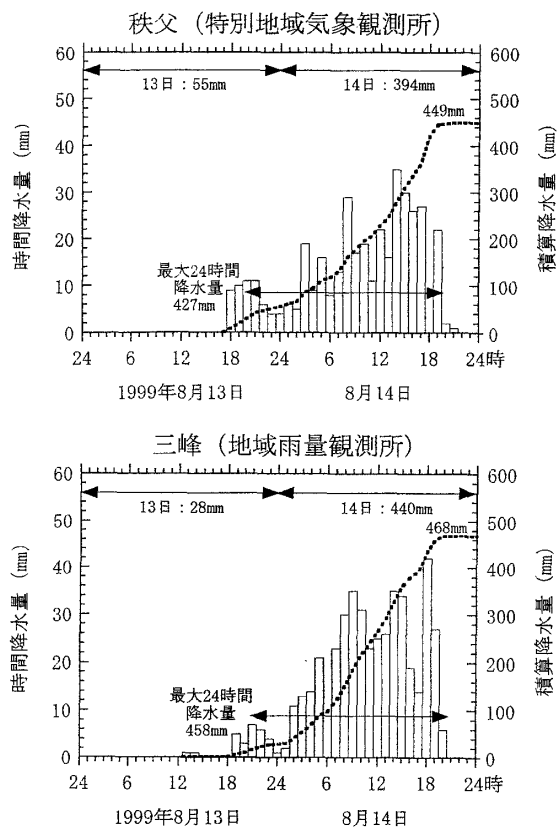 秩父（特別地域気象観測所）
60
50
40
30
20
10
0
時間降水量（mm）
600
500
400
300
200
100
0
積算降水量（mm）
13日：55mm
14日：394mm
449mm
最大24時間
降水量
427mm
24 6 12 18 24 6 12 18 24時
1999年8月13日 8月14日
三峰（地域雨量観測所）
60
50
40
30
20
10
0
時間降水量（mm）
600
500
400
300
200
100
0
積算降水量（mm）
13日：28mm
14日：440mm
468mm
最大24時間
降水量
458mm
24 6 12 18 24 6 12 18 24時
1999年8月13日 8月14日